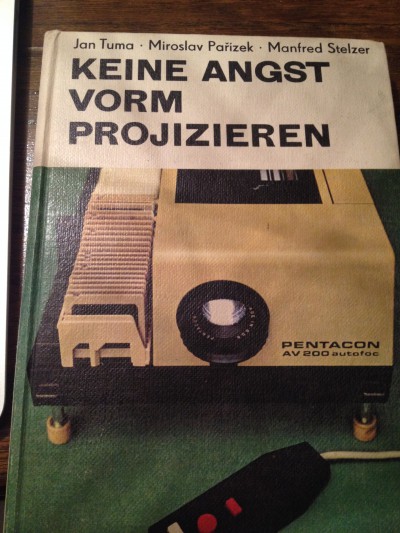 Jan Tuma · Miroslav Pařízek · Manfred Stelzer
KEINE ANGST
VORM
PROJIZIEREN
PENTACON
AV 200 autofoc